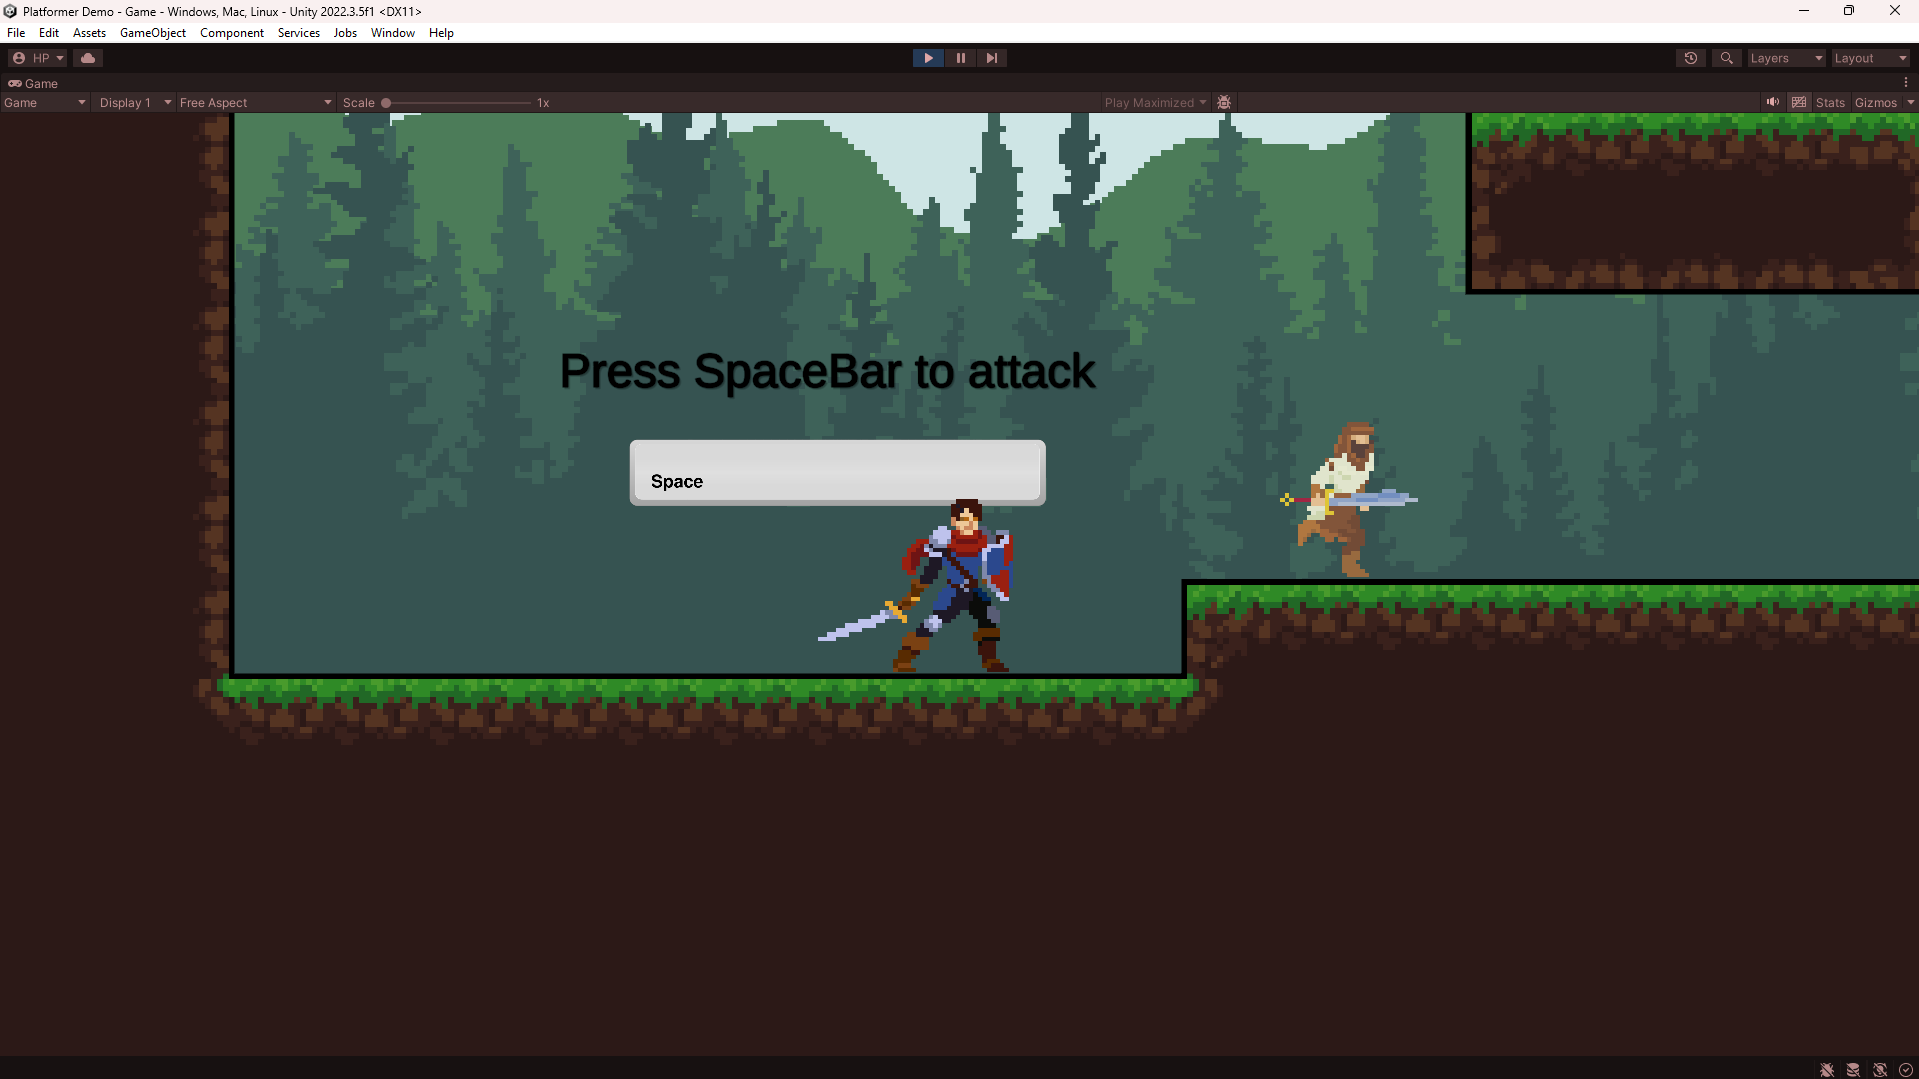 Platformer Demo - Game - Windows, Mac, Linux - Unity 2022.3.5f1 <DX11>
File Edit Assets GameObject Component Services Jobs Window Help
HP Layers Layout
Game
Game Display 1 Free Aspect Scale 1x Play Maximized Stats Gizmos
Press SpaceBar to attack
Space